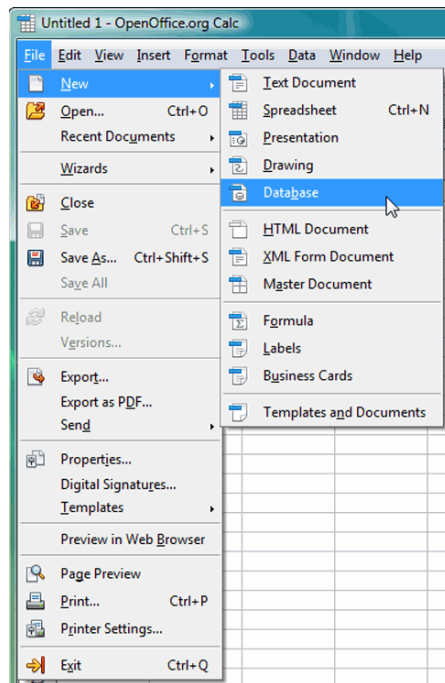 Untitled 1 - OpenOffice.org Calc
File Edit View Insert Format Tools Data Window Help
New
Open... Ctrl+O
Recent Documents
Wizards
Close
Save Ctrl+S
Save As... Ctrl+Shift+S
Save All
Reload
Versions...
Export...
Export as PDF...
Send
Properties...
Digital Signatures...
Templates
Preview in Web Browser
Page Preview
Print... Ctrl+P
Printer Settings...
Exit Ctrl+Q
Text Document
Spreadsheet Ctrl+N
Presentation
Drawing
Database
HTML Document
XML Form Document
Master Document
Formula
Labels
Business Cards
Templates and Documents